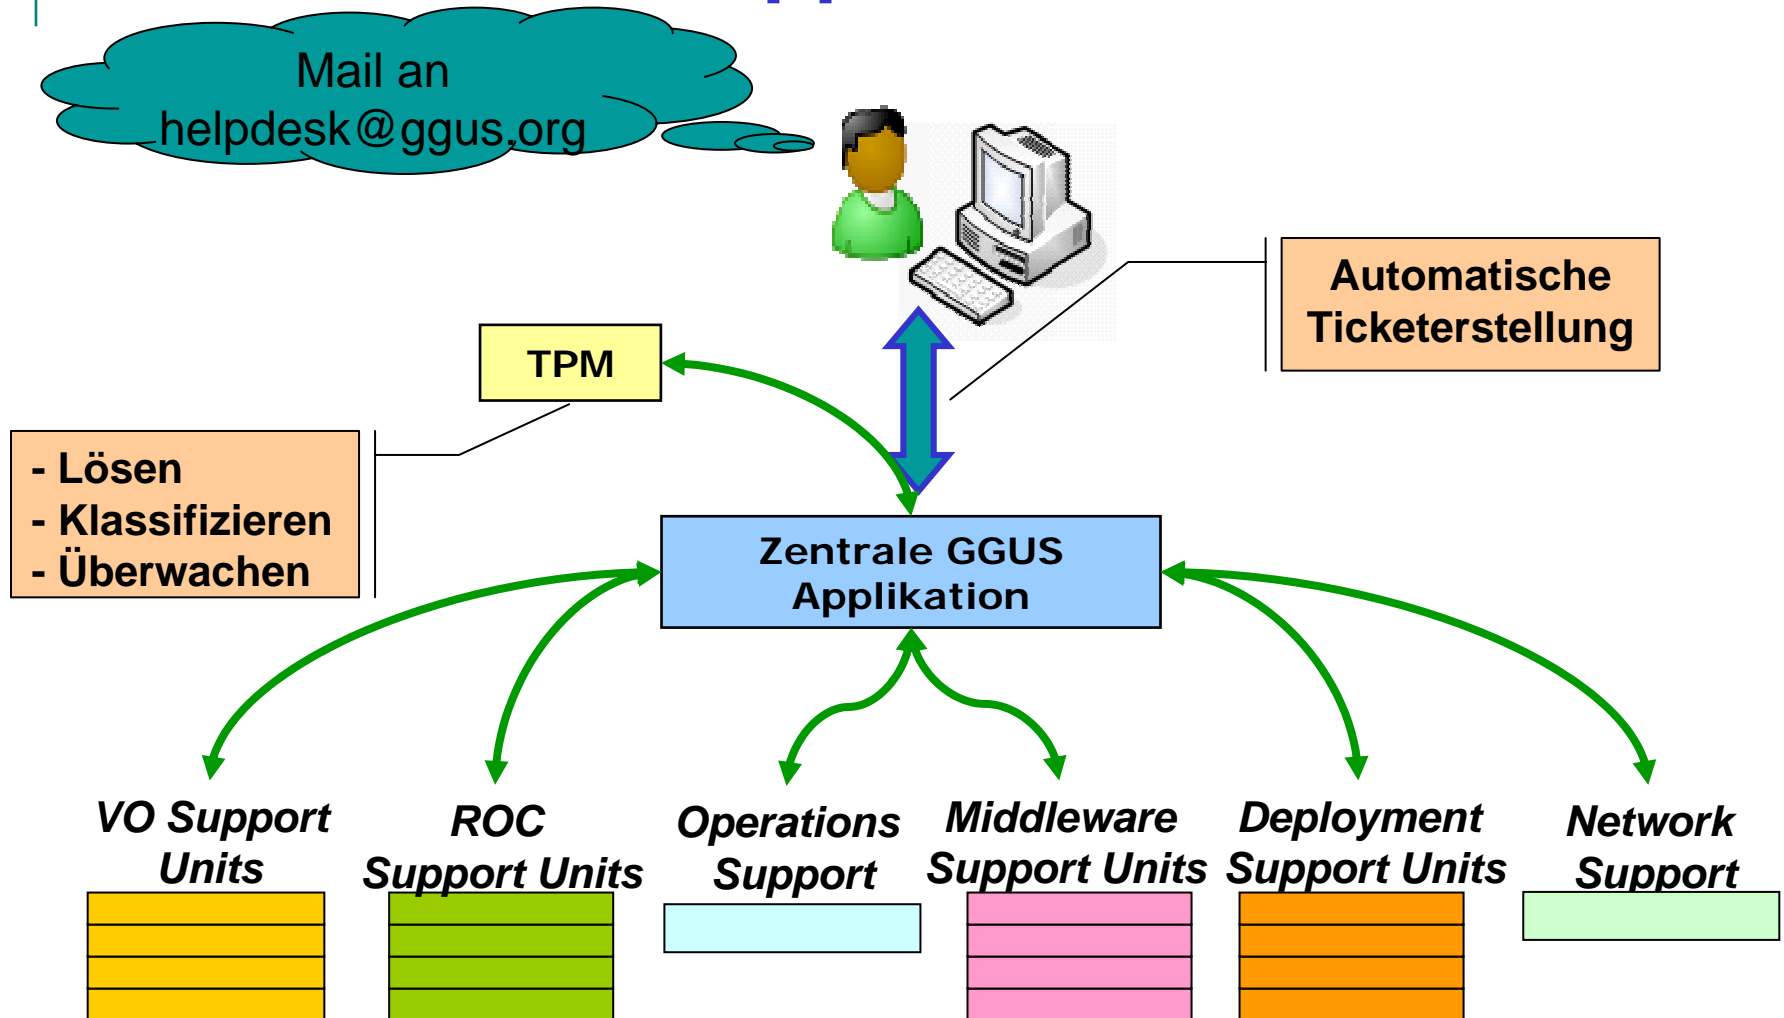 Mail an
helpdesk@ggus.org
Automatische
Ticketerstellung
TPM
- Lösen
- Klassifizieren
- Überwachen
Zentrale GGUS
Applikation
VO Support
Units
ROC
Support Units
Operations
Support
Middleware
Support Units
Deployment
Support Units
Network
Support